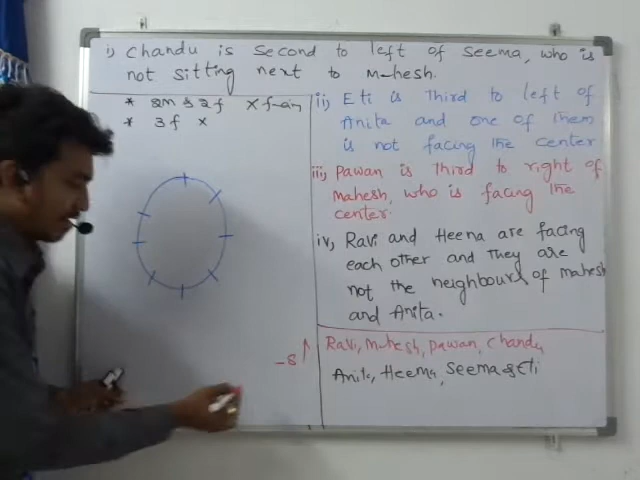 i) Chandu is second to left of Seema, who is
not sitting next to Mahesh.
* 2m & 2f X f-ain
* 3f X
ii) Eti is Third to left of
Anita and one of Them
is not facing The center
iii) Pawan is Third to right of
Mahesh, who is facing The
center.
iv) Ravi and Heena are facing
each other and They are
not The neighbours of mahesh
and Anita.
-8
Ravi, Mahesh, Pawan, Chandu
Anita, Heema, Seema & Eti